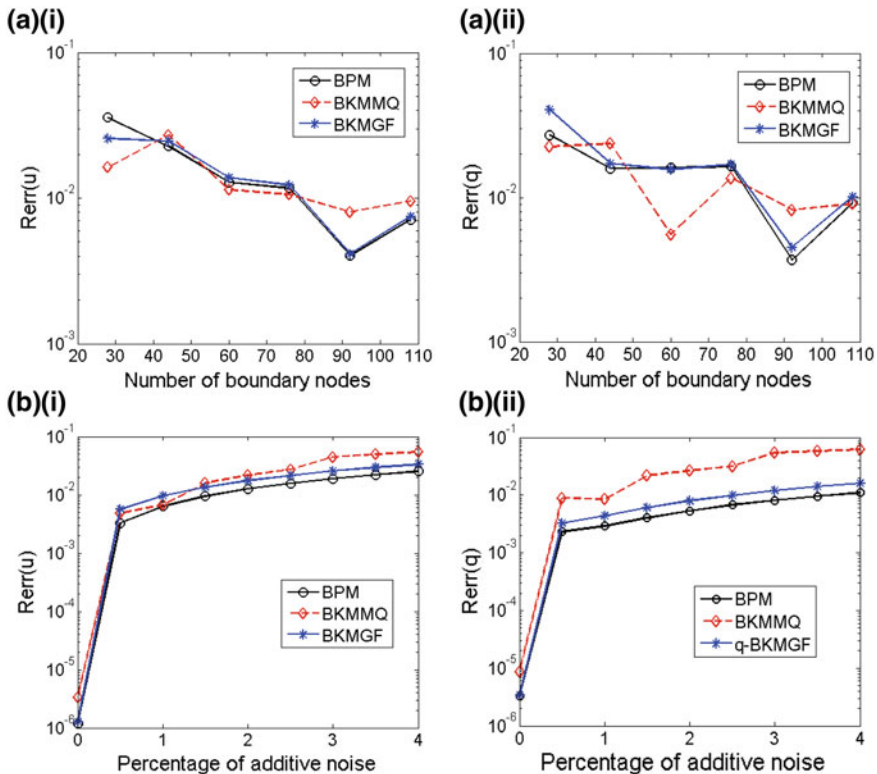 (a)(i)
10^-1
10^-2
10^-3
Rerr(u)
BPM
BKMMQ
BKMGF
20 30 40 50 60 70 80 90 100 110
Number of boundary nodes
(a)(ii)
10^-1
10^-2
10^-3
Rerr(q)
BPM
BKMMQ
BKMGF
20 30 40 50 60 70 80 90 100 110
Number of boundary nodes
(b)(i)
10^-1
10^-2
10^-3
10^-4
10^-5
10^-6
Rerr(u)
BPM
BKMMQ
BKMGF
0 1 2 3 4
Percentage of additive noise
(b)(ii)
10^-1
10^-2
10^-3
10^-4
10^-5
10^-6
Rerr(q)
BPM
BKMMQ
q-BKMGF
0 1 2 3 4
Percentage of additive noise